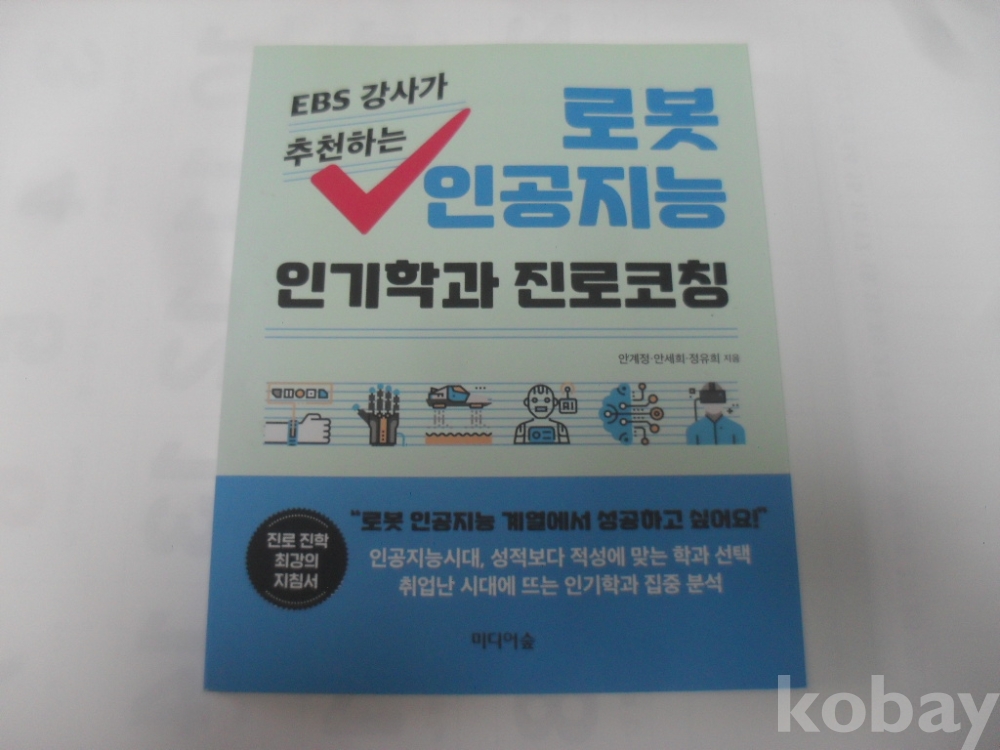 EBS 강사가
추천하는
로봇
인공지능
인기학과 진로코칭
안계정·안세희·정유희 지음
AI
진로 진학
최강의
지침서
"로봇 인공지능 계열에서 성공하고 싶어요!"
인공지능시대, 성적보다 적성에 맞는 학과 선택
취업난 시대에 뜨는 인기학과 집중 분석
미디어숲
kobay